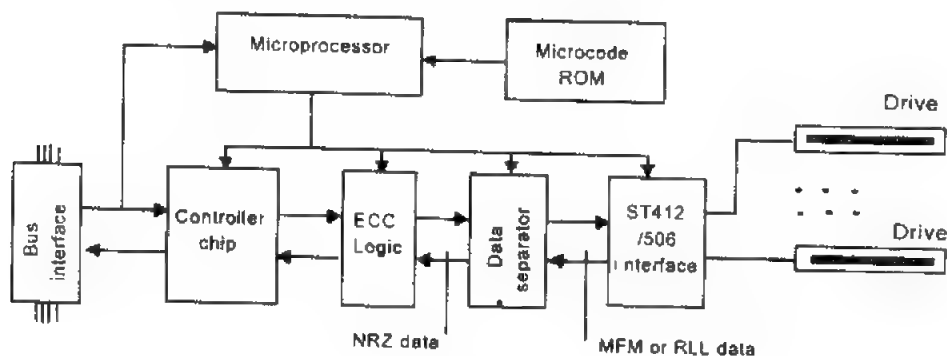 Microprocessor
Microcode
ROM
Drive
Bus
interface
Controller
chip
ECC
Logic
Data
separator
ST412
/506
interface
Drive
NRZ data
MFM or RLL data